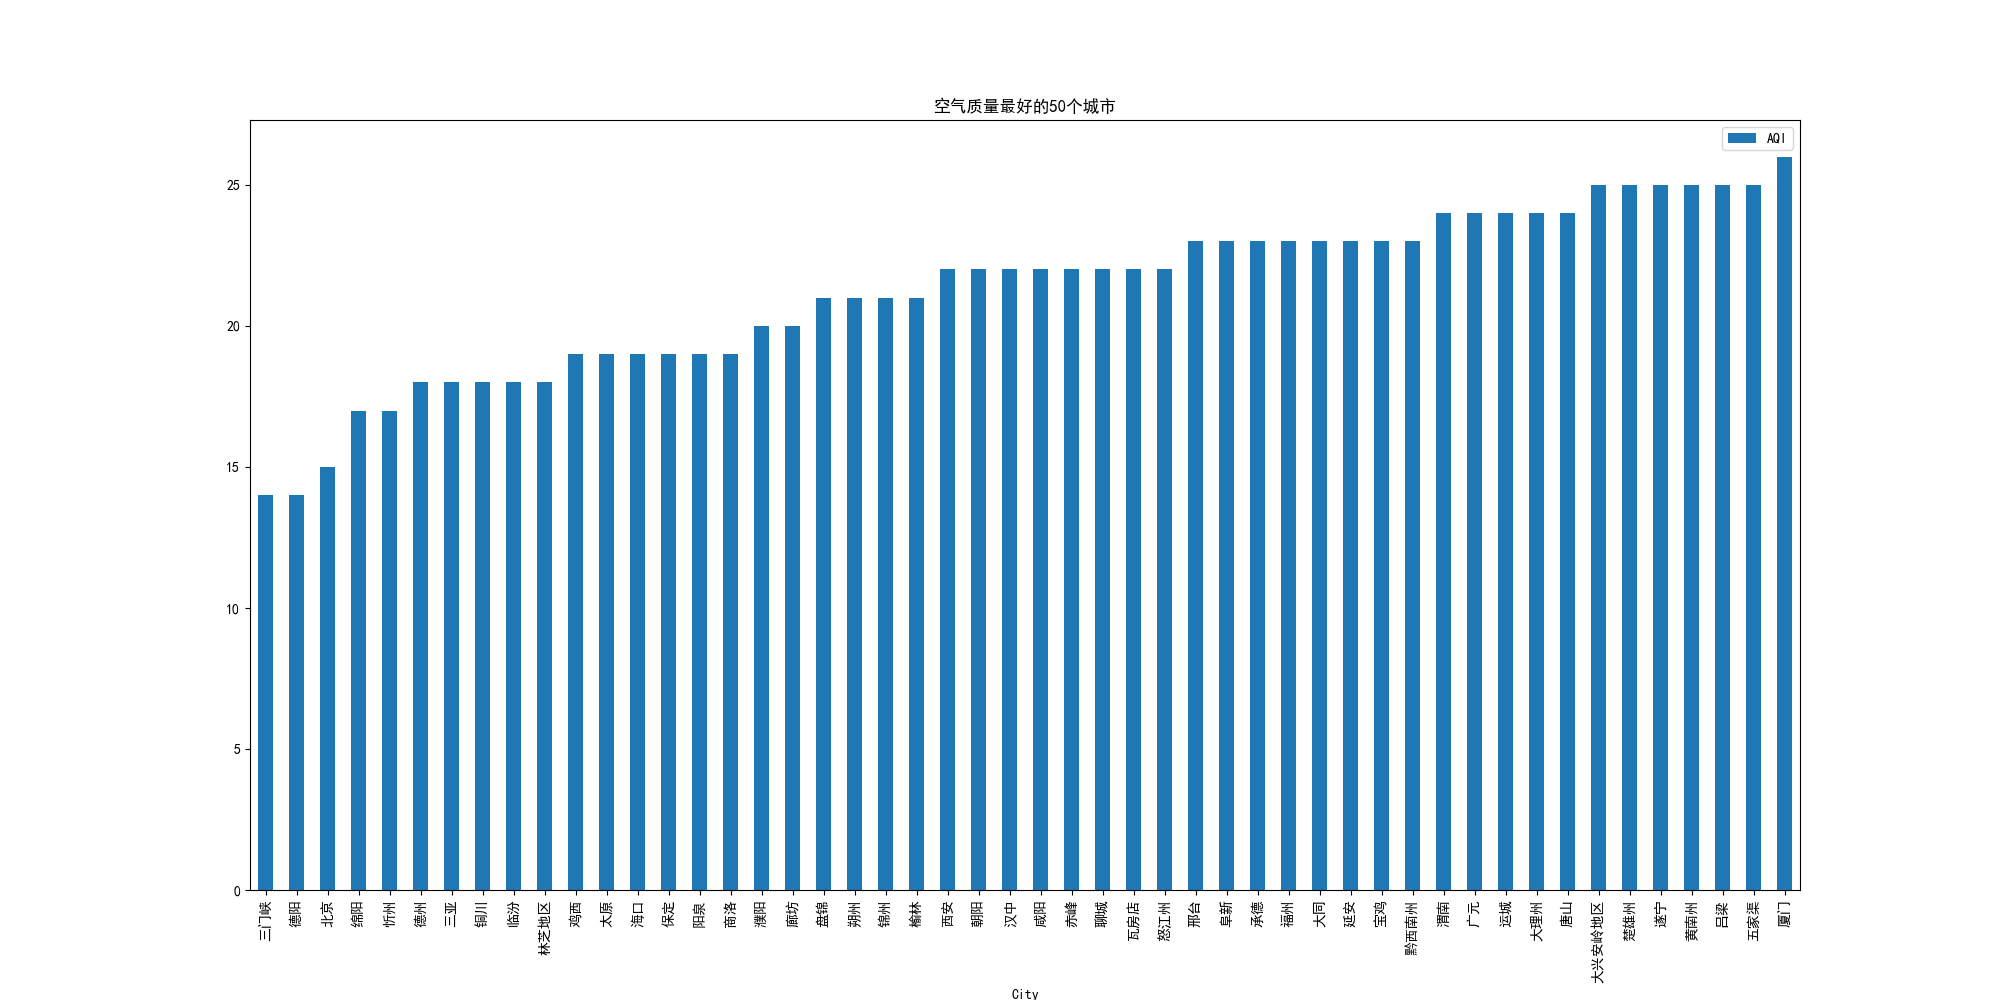 空气质量最好的50个城市
AQI
25
20
15
10
5
0
三门峡
德阳
北京
绵阳
忻州
德州
三亚
铜川
临汾
林芝地区
鸡西
太原
海口
保定
阳泉
商洛
濮阳
廊坊
盘锦
朔州
锦州
榆林
西安
朝阳
汉中
咸阳
赤峰
聊城
瓦房店
怒江州
邢台
阜新
承德
福州
大同
延安
宝鸡
黔西南州
渭南
广元
运城
大理州
唐山
大兴安岭地区
楚雄州
遂宁
黄南州
吕梁
五家渠
厦门
City